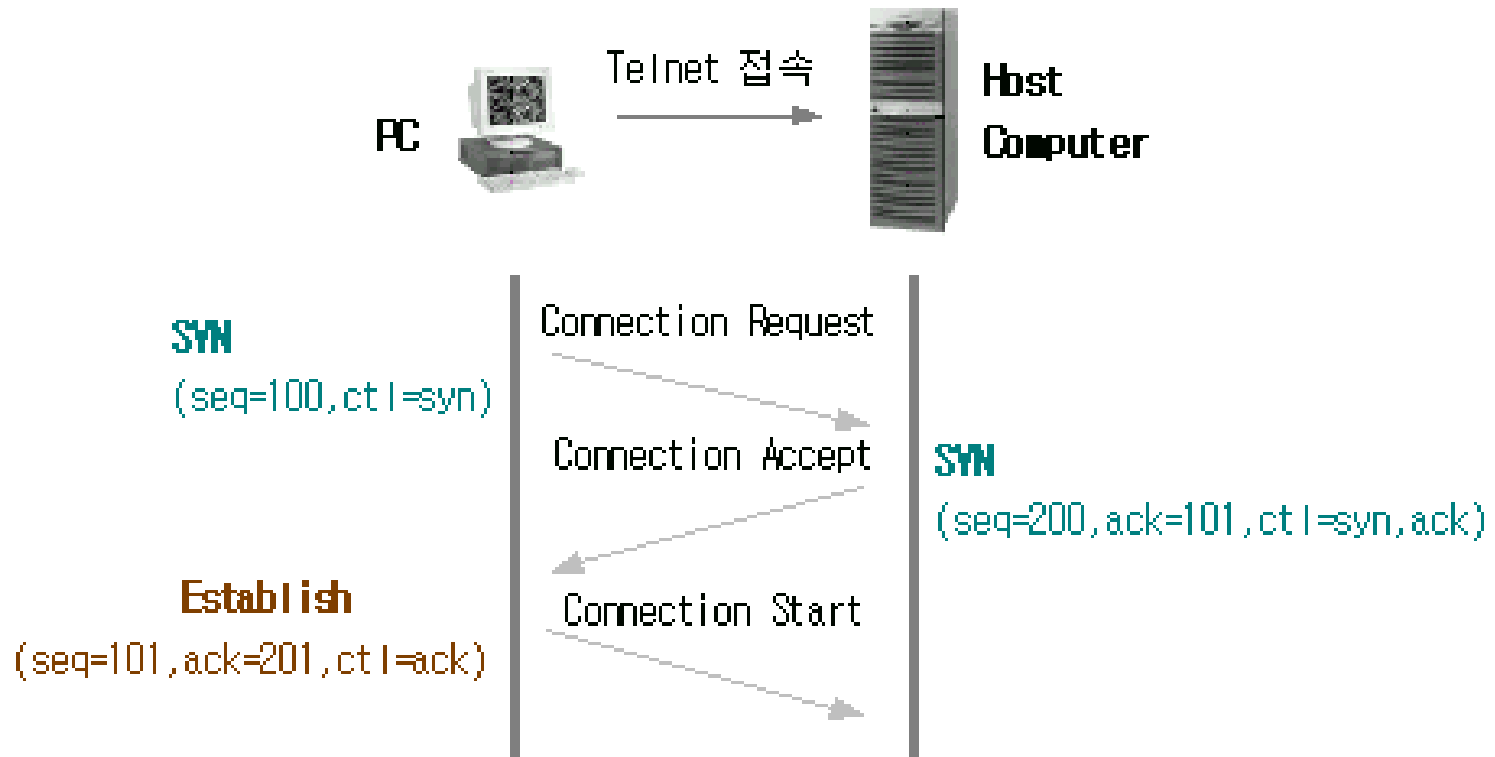 Telnet 접속
PC
Host
Computer
Connection Request
SYN
(seq=100,ctl=syn)
Connection Accept
SYN
(seq=200,ack=101,ctl=syn,ack)
Establish
Connection Start
(seq=101,ack=201,ctl=ack)